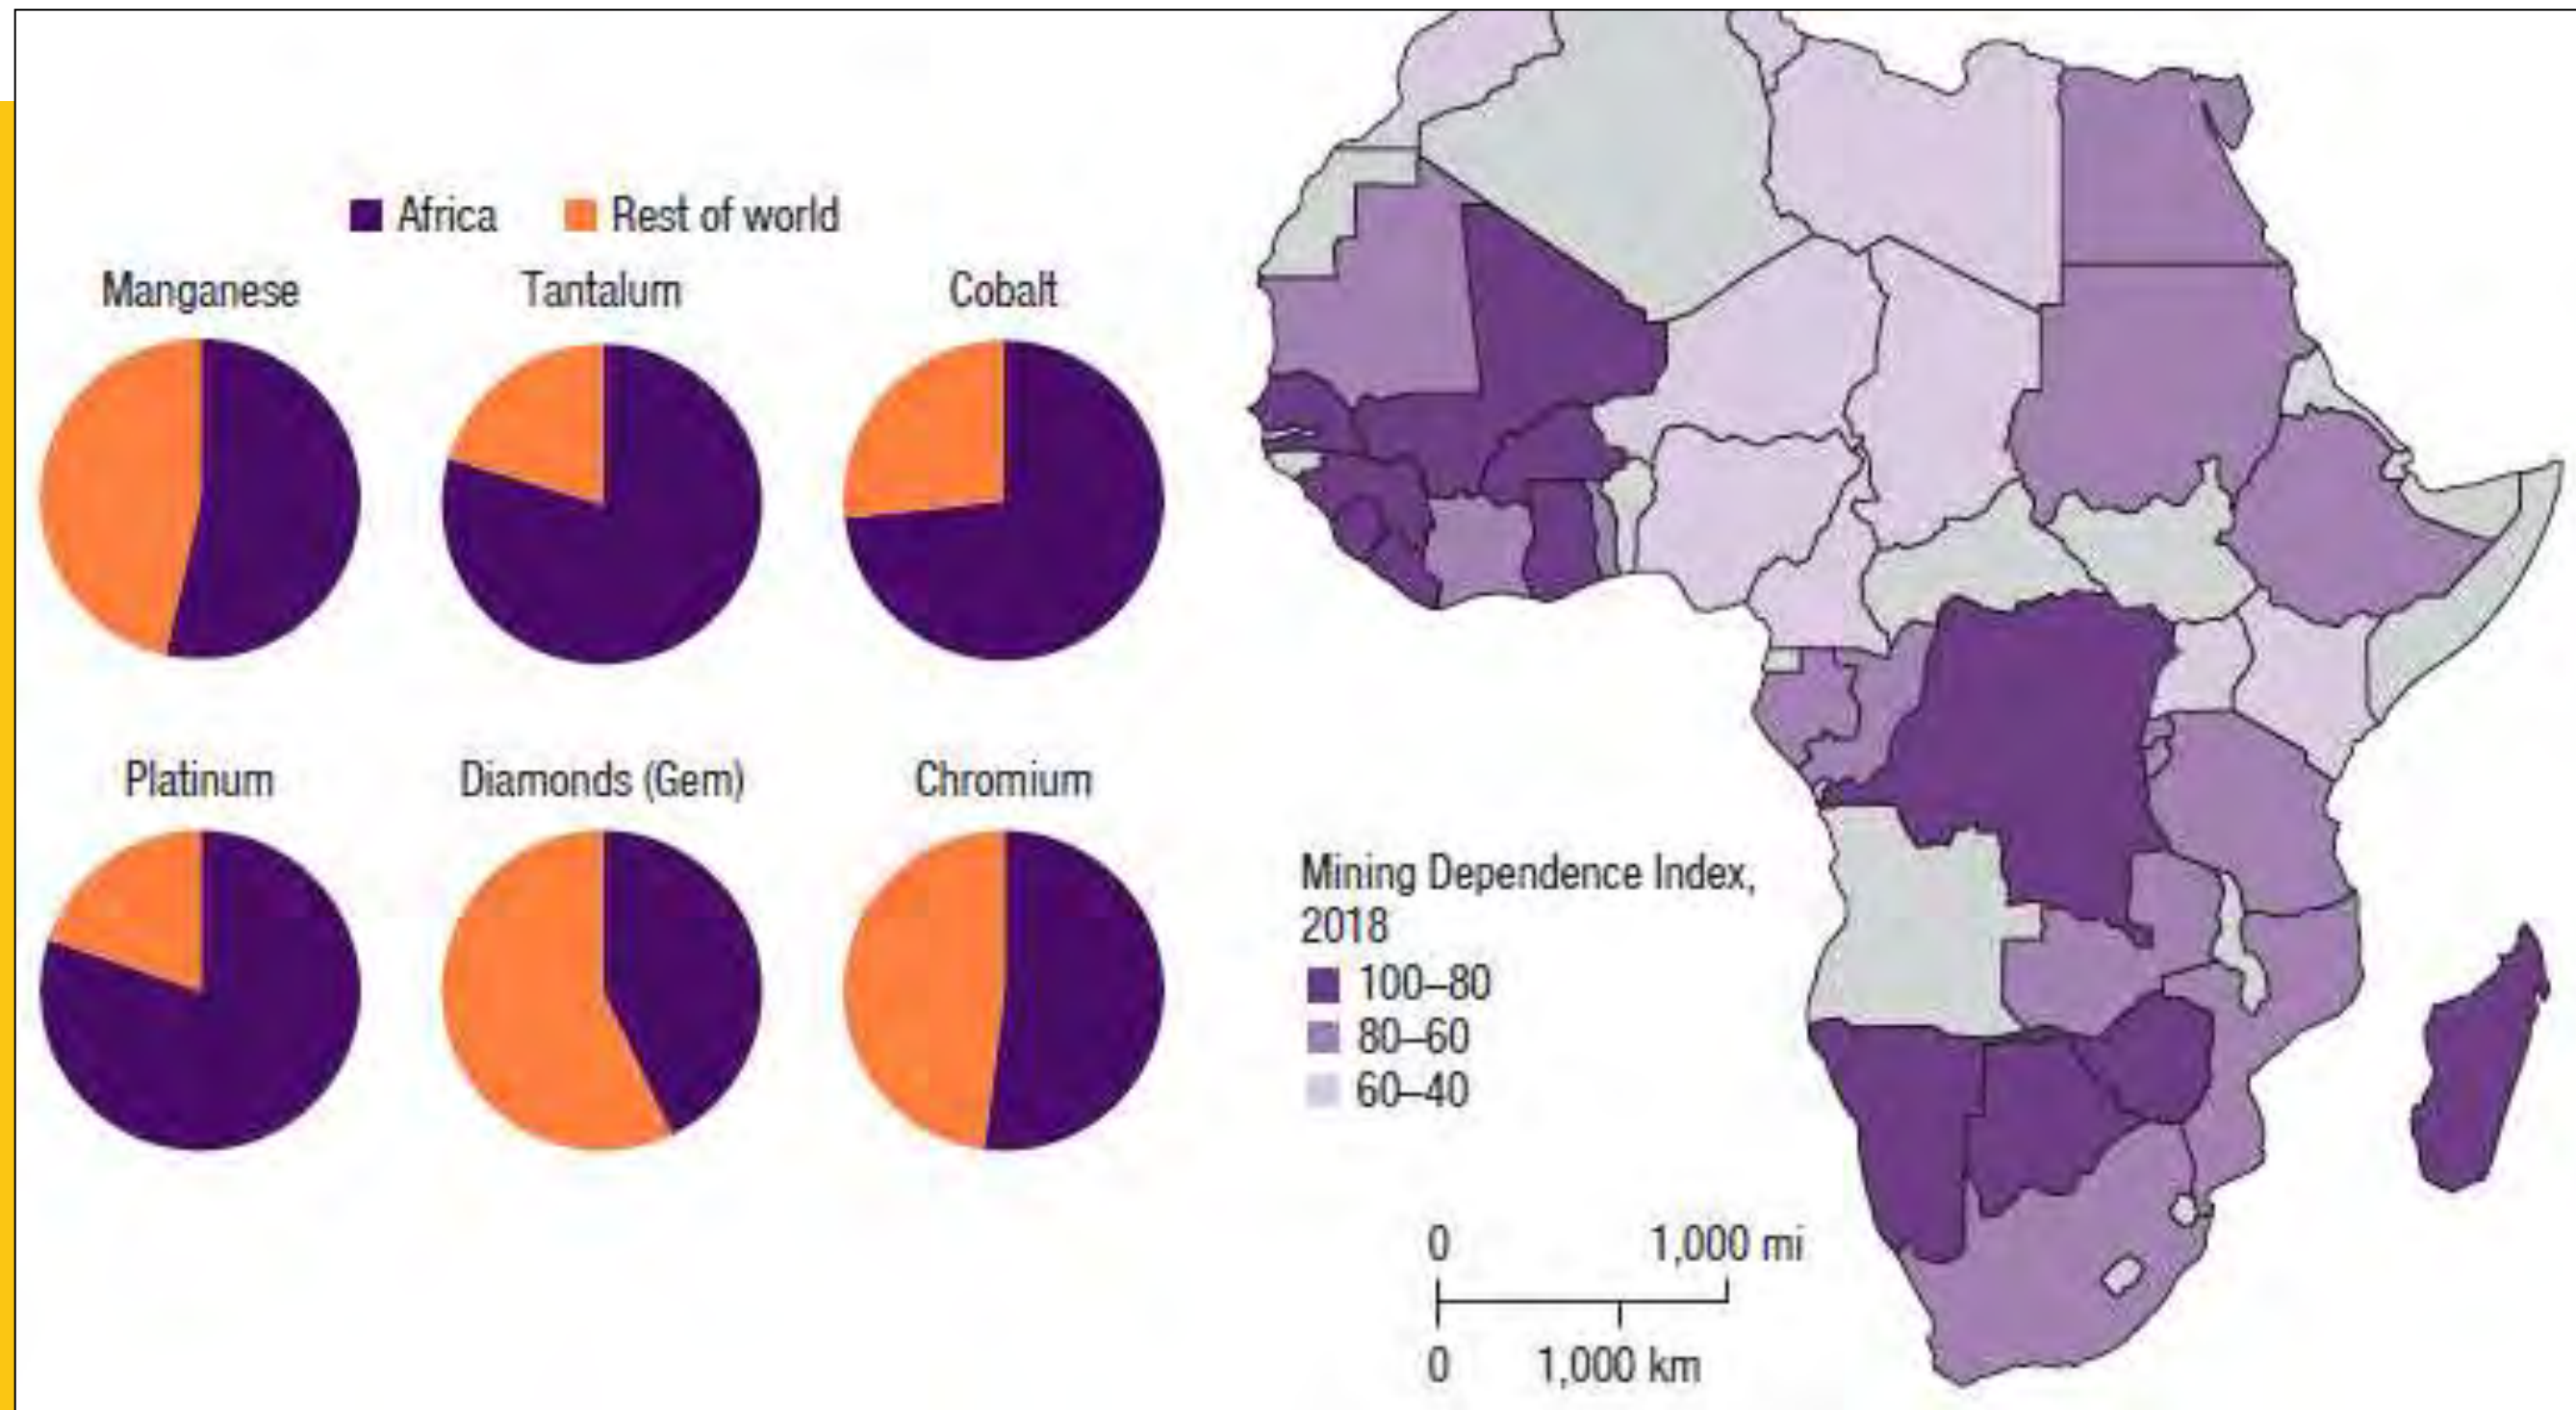 Africa
Rest of world
Manganese
Tantalum
Cobalt
Platinum
Diamonds (Gem)
Chromium
Mining Dependence Index,
2018
100–80
80–60
60–40
0
1,000 mi
0
1,000 km